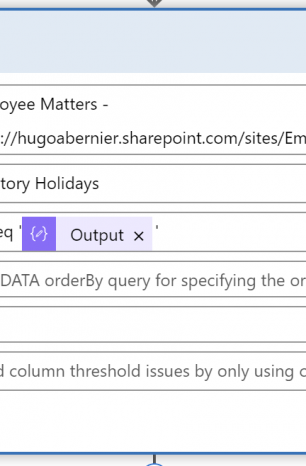 oyee Matters -
://hugoabernier.sharepoint.com/sites/Em
tory Holidays
eq ' {∕} Output × '
DATA orderBy query for specifying the or
d column threshold issues by only using c